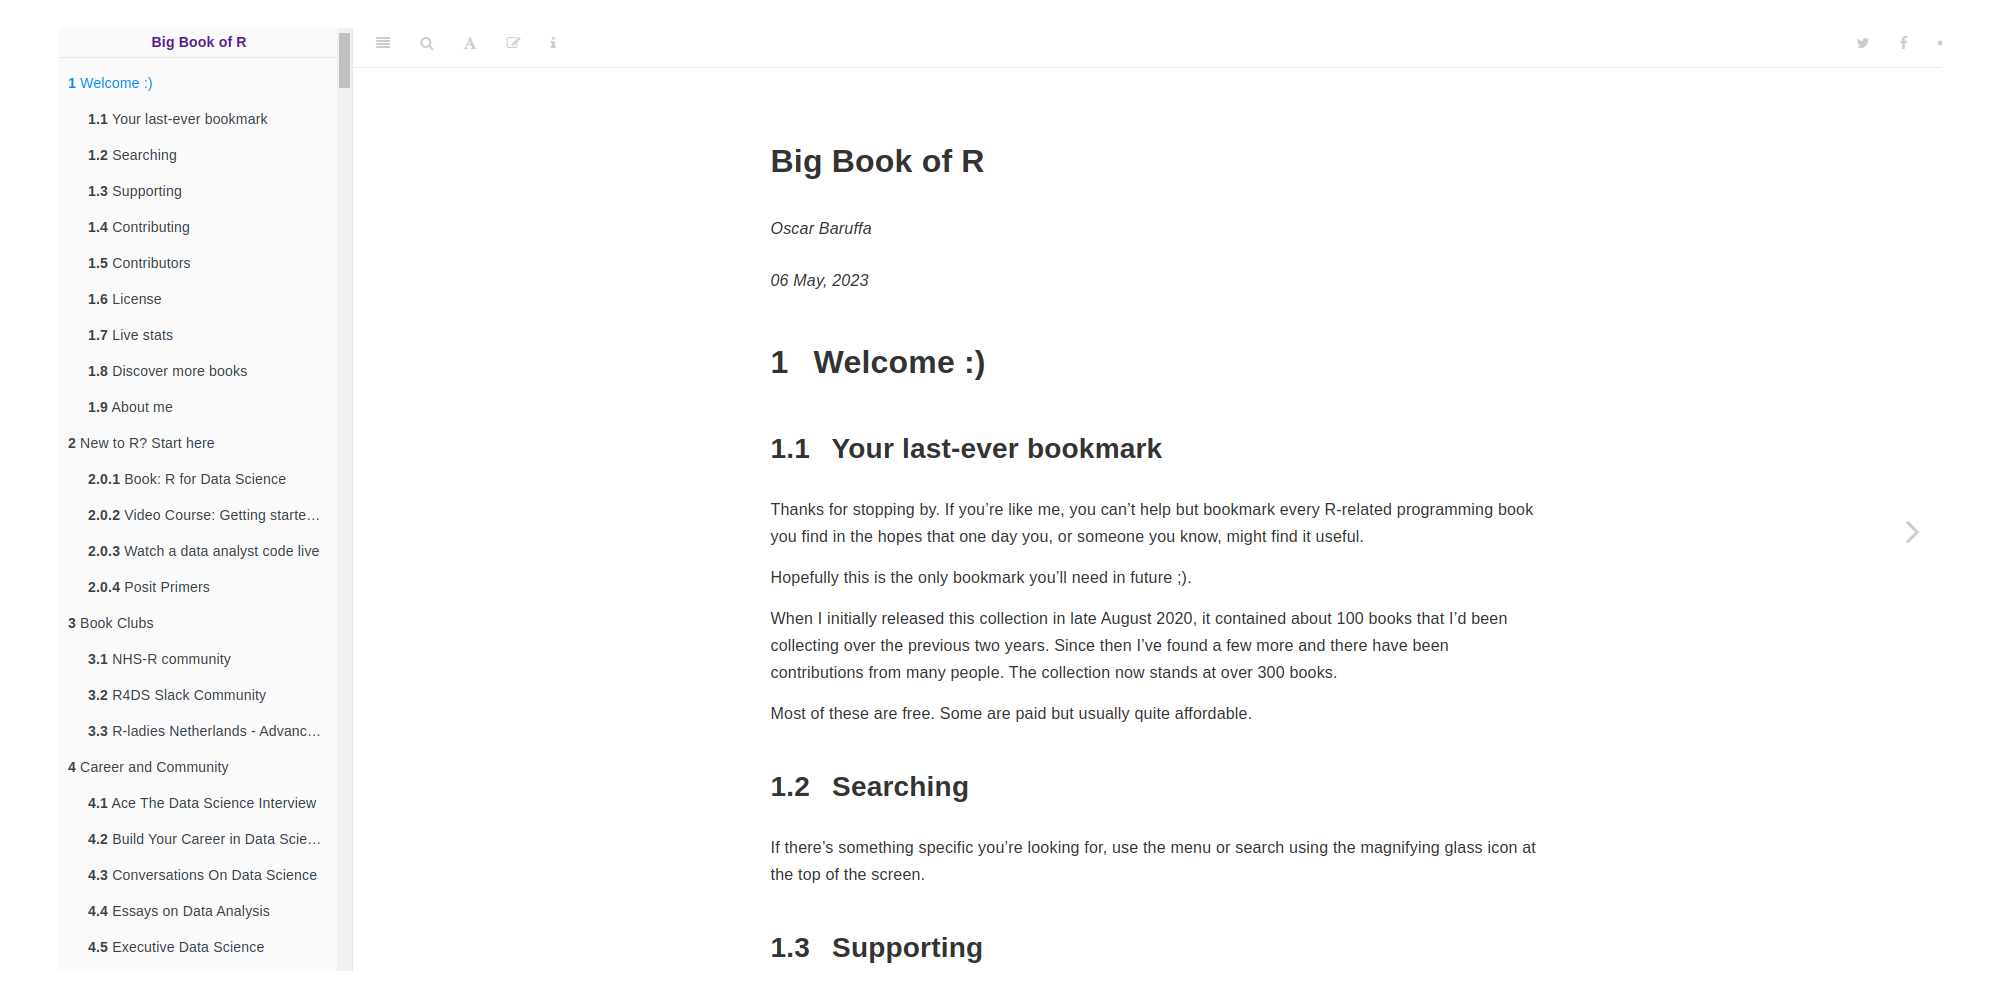 Big Book of R
1 Welcome :)
1.1 Your last-ever bookmark
1.2 Searching
1.3 Supporting
1.4 Contributing
1.5 Contributors
1.6 License
1.7 Live stats
1.8 Discover more books
1.9 About me
2 New to R? Start here
2.0.1 Book: R for Data Science
2.0.2 Video Course: Getting starte…
2.0.3 Watch a data analyst code live
2.0.4 Posit Primers
3 Book Clubs
3.1 NHS-R community
3.2 R4DS Slack Community
3.3 R-ladies Netherlands - Advanc…
4 Career and Community
4.1 Ace The Data Science Interview
4.2 Build Your Career in Data Scie…
4.3 Conversations On Data Science
4.4 Essays on Data Analysis
4.5 Executive Data Science
Big Book of R
Oscar Baruffa
06 May, 2023
1 Welcome :)
1.1 Your last-ever bookmark
Thanks for stopping by. If you’re like me, you can’t help but bookmark every R-related programming book
you find in the hopes that one day you, or someone you know, might find it useful.
Hopefully this is the only bookmark you’ll need in future ;).
When I initially released this collection in late August 2020, it contained about 100 books that I’d been
collecting over the previous two years. Since then I’ve found a few more and there have been
contributions from many people. The collection now stands at over 300 books.
Most of these are free. Some are paid but usually quite affordable.
1.2 Searching
If there’s something specific you’re looking for, use the menu or search using the magnifying glass icon at
the top of the screen.
1.3 Supporting